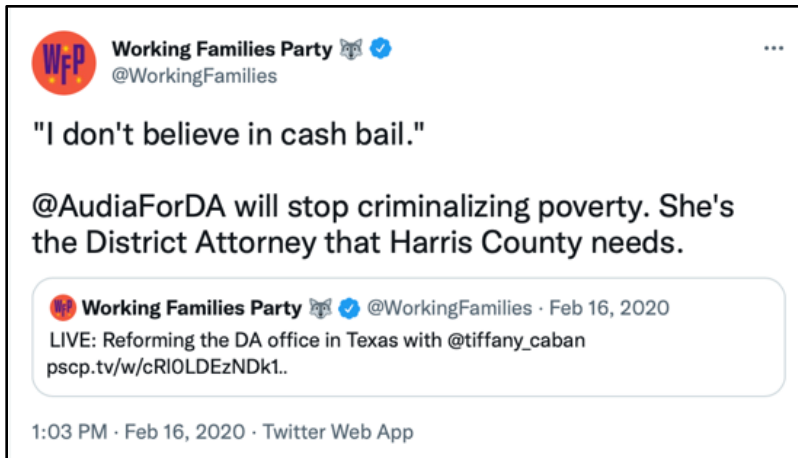 WFP
Working Families Party 🐺
@WorkingFamilies
"I don't believe in cash bail."
@AudiaForDA will stop criminalizing poverty. She's
the District Attorney that Harris County needs.
WFP Working Families Party 🐺 @WorkingFamilies · Feb 16, 2020
LIVE: Reforming the DA office in Texas with @tiffany_caban
pscp.tv/w/cRl0LDEzNDk1..
1:03 PM · Feb 16, 2020 · Twitter Web App